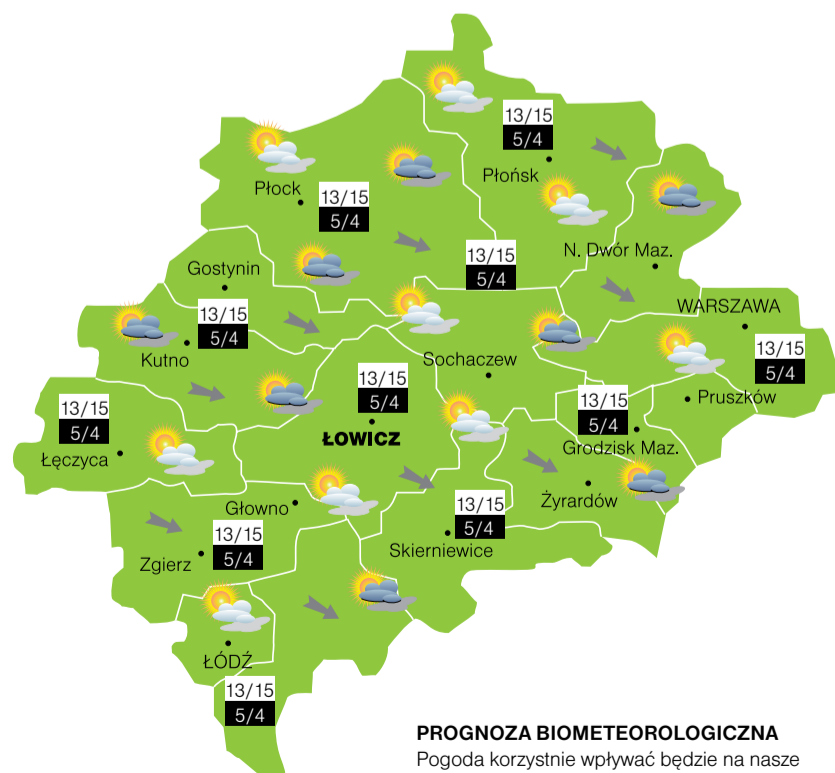 13/15
5/4
Płońsk
Płock
13/15
5/4
N. Dwór Maz.
13/15
5/4
Gostynin
WARSZAWA
13/15
5/4
Kutno
Sochaczew
13/15
5/4
13/15
5/4
ŁOWICZ
13/15
5/4
Pruszków
13/15
5/4
Grodzisk Maz.
Łęczyca
Żyrardów
Głowno
13/15
5/4
Skierniewice
13/15
5/4
Zgierz
ŁÓDŹ
13/15
5/4
PROGNOZA BIOMETEOROLOGICZNA
Pogoda korzystnie wpływać będzie na nasze